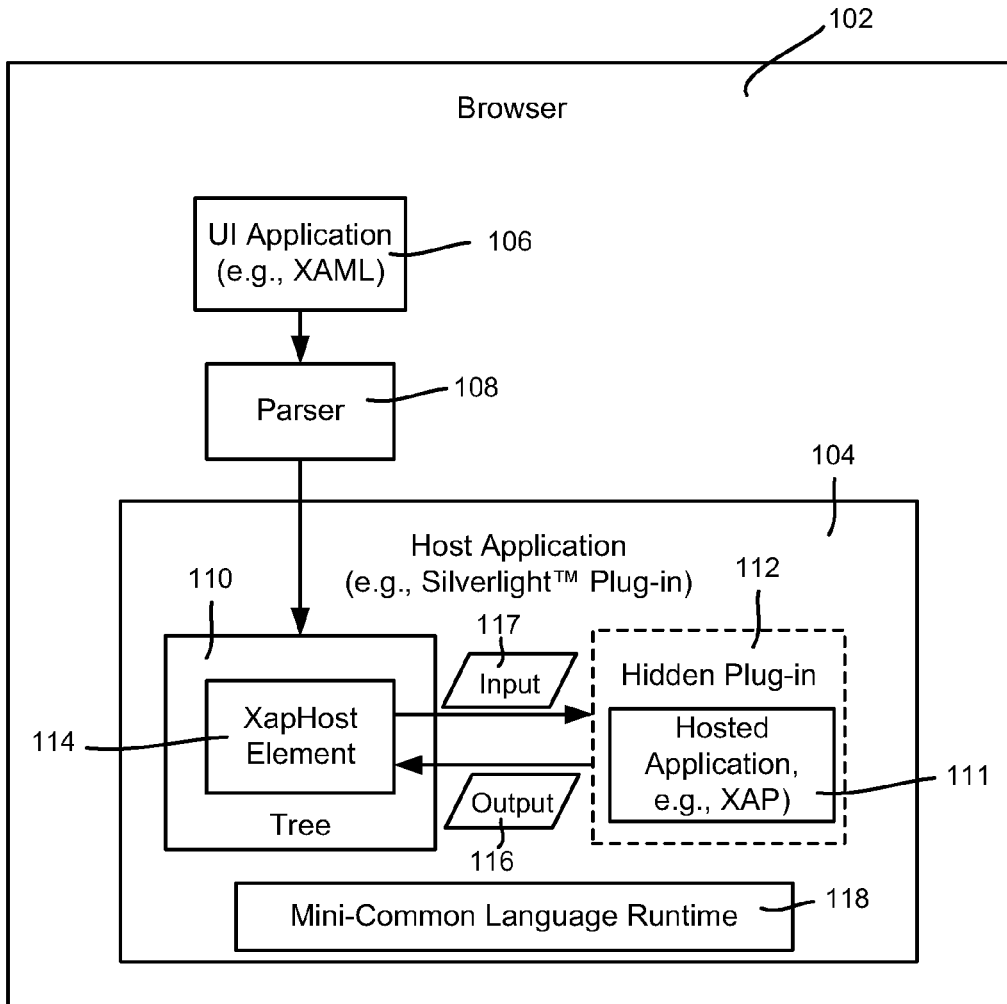 102
Browser
UI Application
(e.g., XAML)
106
Parser
108
104
Host Application
(e.g., Silverlight™ Plug-in)
110
112
117
Input
Hidden Plug-in
XapHost
Element
114
Hosted
Application,
e.g., XAP)
111
Output
Tree
116
Mini-Common Language Runtime
118